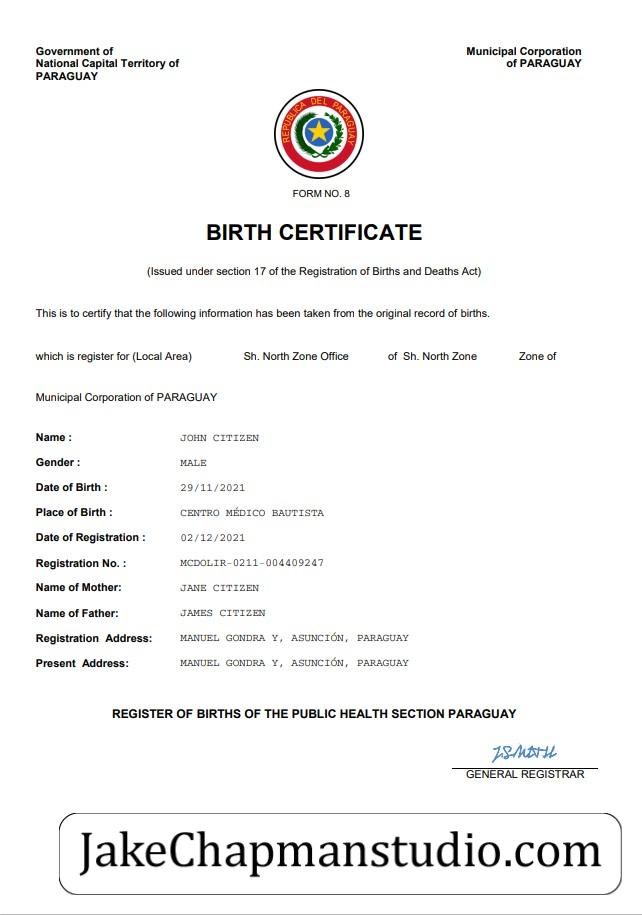 Government of
National Capital Territory of
PARAGUAY
Municipal Corporation
of PARAGUAY
REPUBLICA DEL PARAGUAY
FORM NO. 8
BIRTH CERTIFICATE
(Issued under section 17 of the Registration of Births and Deaths Act)
This is to certify that the following information has been taken from the original record of births.
which is register for (Local Area) Sh. North Zone Office of Sh. North Zone Zone of
Municipal Corporation of PARAGUAY
Name : JOHN CITIZEN
Gender : MALE
Date of Birth : 29/11/2021
Place of Birth : CENTRO MÉDICO BAUTISTA
Date of Registration : 02/12/2021
Registration No. : MCDOLIR-0211-004409247
Name of Mother: JANE CITIZEN
Name of Father: JAMES CITIZEN
Registration Address: MANUEL GONDRA Y, ASUNCIÓN, PARAGUAY
Present Address: MANUEL GONDRA Y, ASUNCIÓN, PARAGUAY
REGISTER OF BIRTHS OF THE PUBLIC HEALTH SECTION PARAGUAY
GENERAL REGISTRAR
JakeChapmanstudio.com